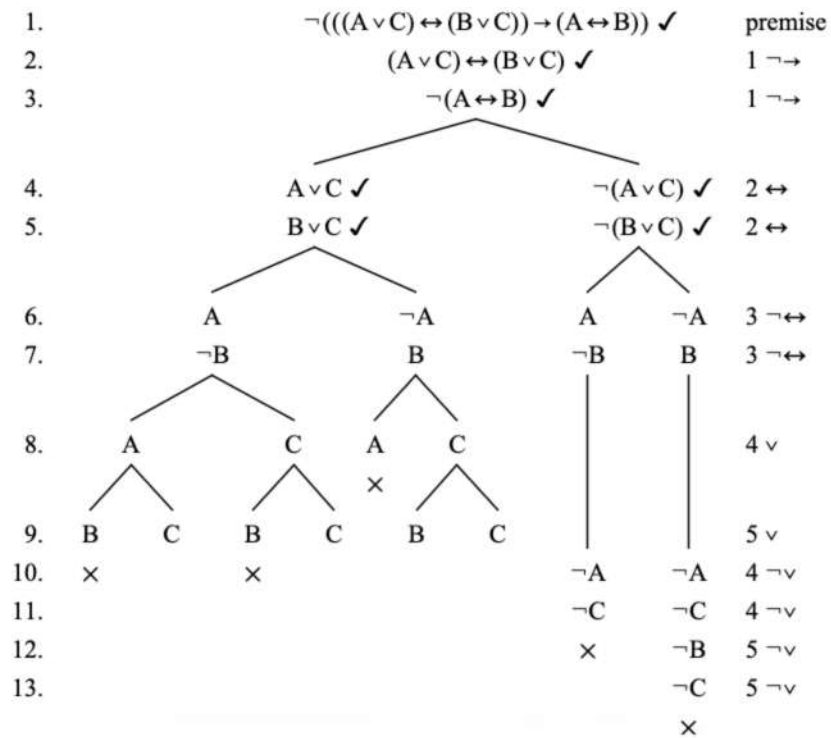 1. ¬(((A ∨ C) ↔ (B ∨ C)) → (A ↔ B)) ✓ premise
2. (A ∨ C) ↔ (B ∨ C) ✓ 1 ¬→
3. ¬(A ↔ B) ✓ 1 ¬→
4. A ∨ C ✓ ¬(A ∨ C) ✓ 2 ↔
5. B ∨ C ✓ ¬(B ∨ C) ✓ 2 ↔
6. A ¬A A ¬A 3 ¬↔
7. ¬B B ¬B B 3 ¬↔
8. A C A C 4 ∨
×
9. B C B C B C 5 ∨
10. × × ¬A ¬A 4 ¬∨
11. ¬C ¬C 4 ¬∨
12. × ¬B 5 ¬∨
13. ¬C 5 ¬∨
×